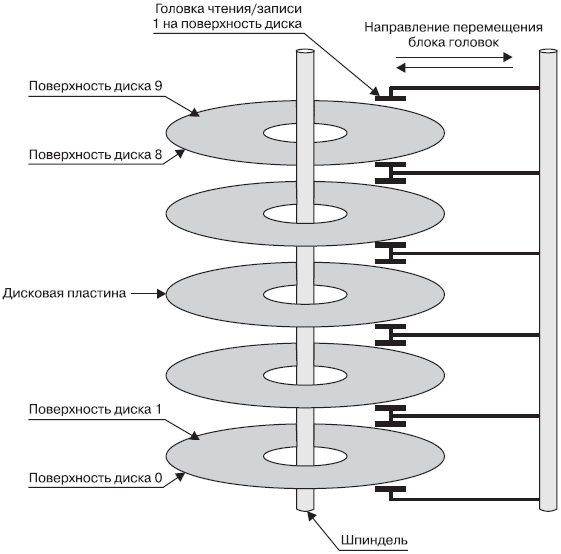 Головка чтения/записи
1 на поверхность диска
Направление перемещения
блока головок
Поверхность диска 9
Поверхность диска 8
Дисковая пластина
Поверхность диска 1
Поверхность диска 0
Шпиндель